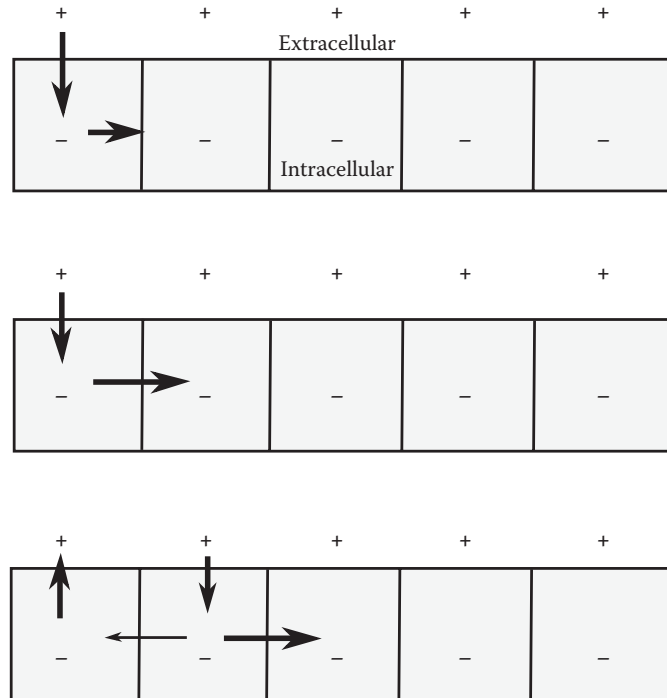 + + + + +
Extracellular
– – – – –
Intracellular
+ + + + +
– – – – –
+ + + + +
– – – – –